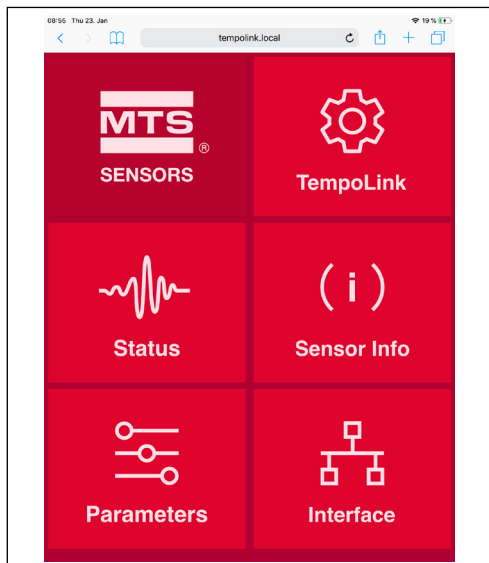 08:55 Thu 23. Jan
19 %
tempolink.local
MTS
®
SENSORS
TempoLink
Status
(i)
Sensor Info
Parameters
Interface